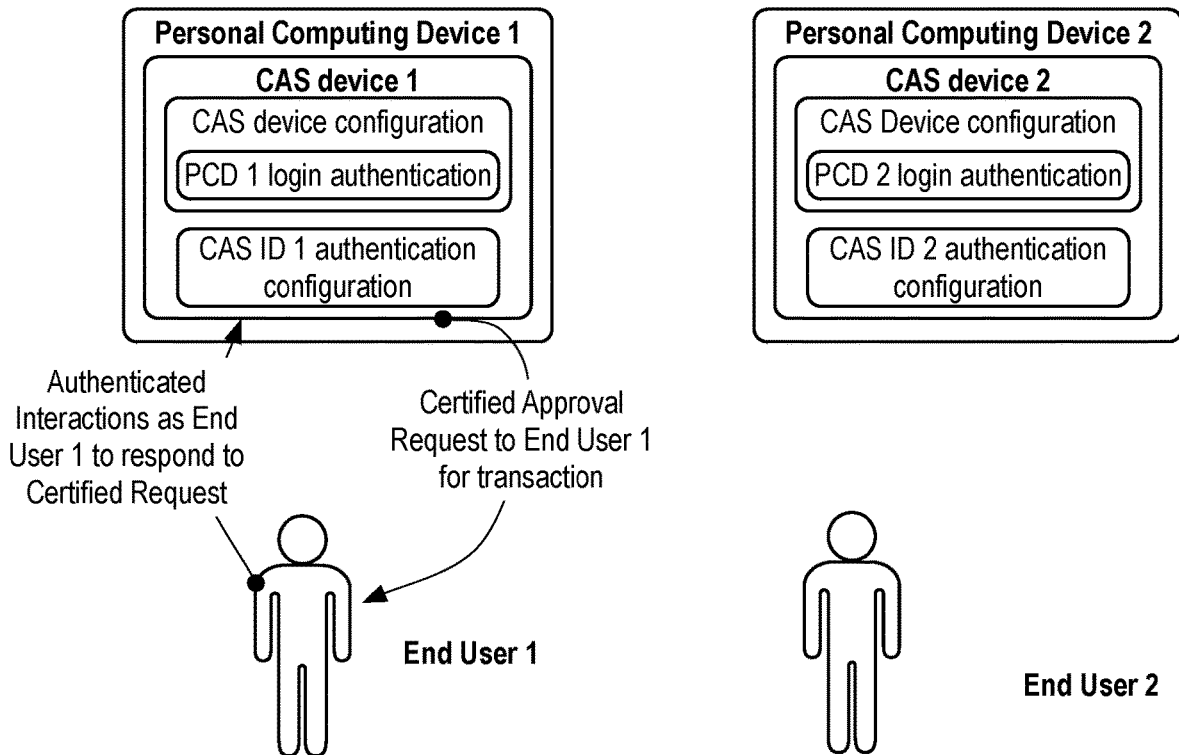 Personal Computing Device 1
CAS device 1
CAS device configuration
PCD 1 login authentication
CAS ID 1 authentication
configuration
Personal Computing Device 2
CAS device 2
CAS Device configuration
PCD 2 login authentication
CAS ID 2 authentication
configuration
Authenticated
Interactions as End
User 1 to respond to
Certified Request
Certified Approval
Request to End User 1
for transaction
End User 1
End User 2